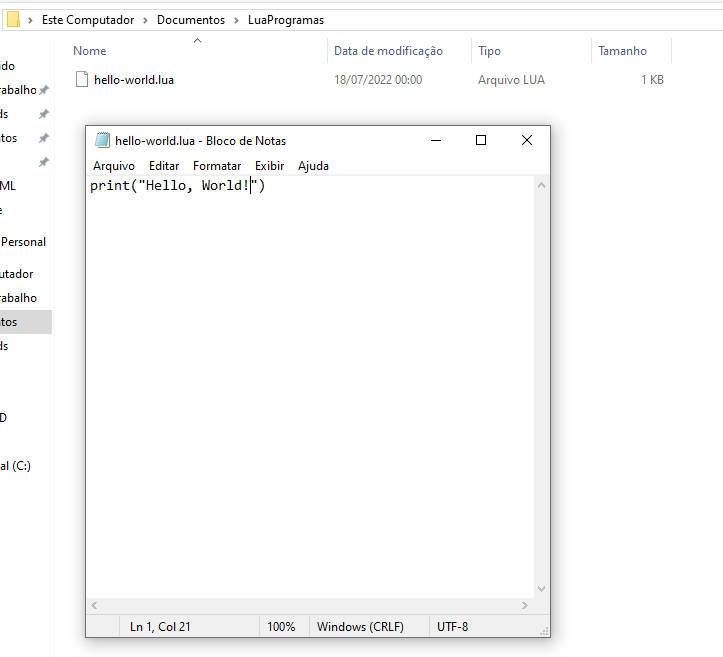 Este Computador > Documentos > LuaProgramas
Nome Data de modificação Tipo Tamanho
hello-world.lua 18/07/2022 00:00 Arquivo LUA 1 KB
ido
rabalho
ds
tos
ML
e
Personal
utador
rabalho
tos
ds
D
al (C:)
hello-world.lua - Bloco de Notas
Arquivo Editar Formatar Exibir Ajuda
print("Hello, World!")
Ln 1, Col 21 100% Windows (CRLF) UTF-8